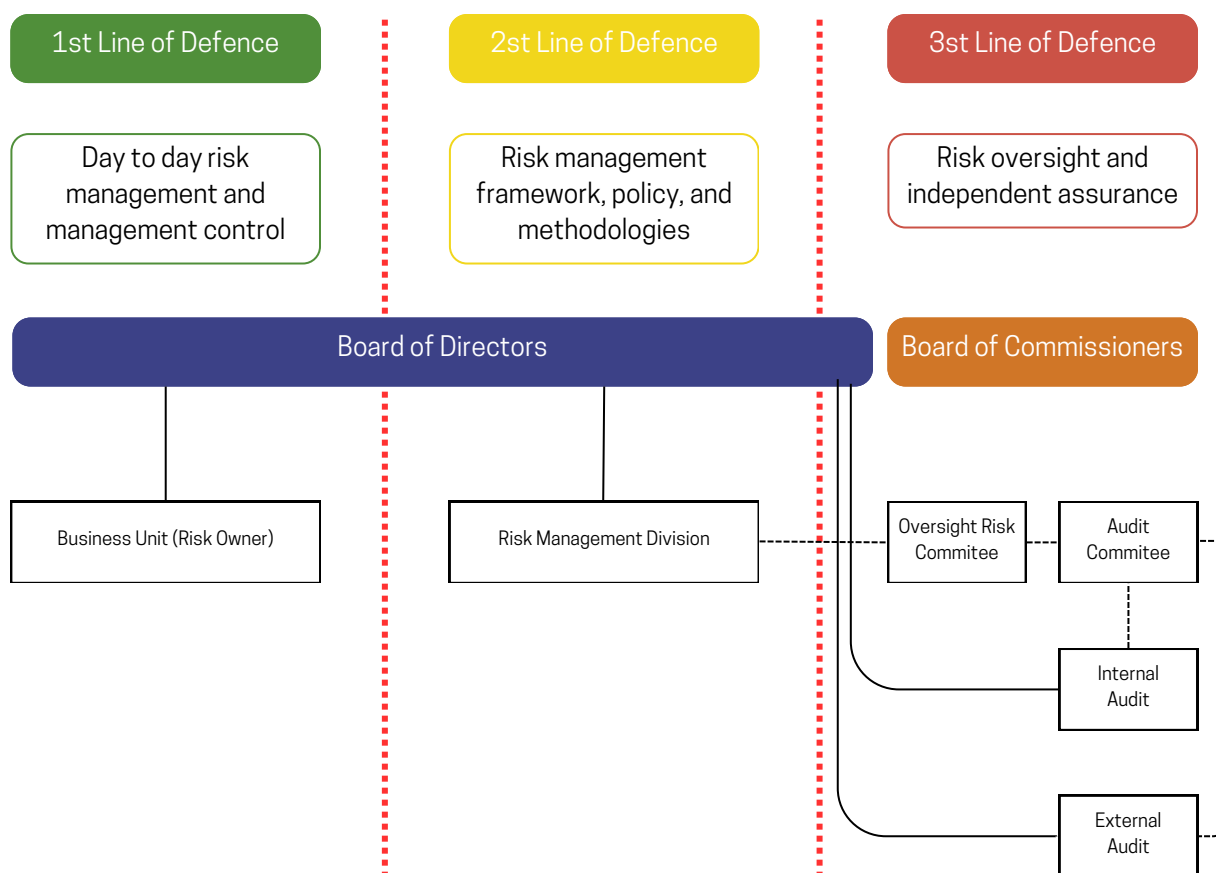 1st Line of Defence
2st Line of Defence
3st Line of Defence
Day to day risk
management and
management control
Risk management
framework, policy, and
methodologies
Risk oversight and
independent assurance
Board of Directors
Board of Commissioners
Business Unit (Risk Owner)
Risk Management Division
Oversight Risk
Commitee
Audit
Commitee
Internal
Audit
External
Audit